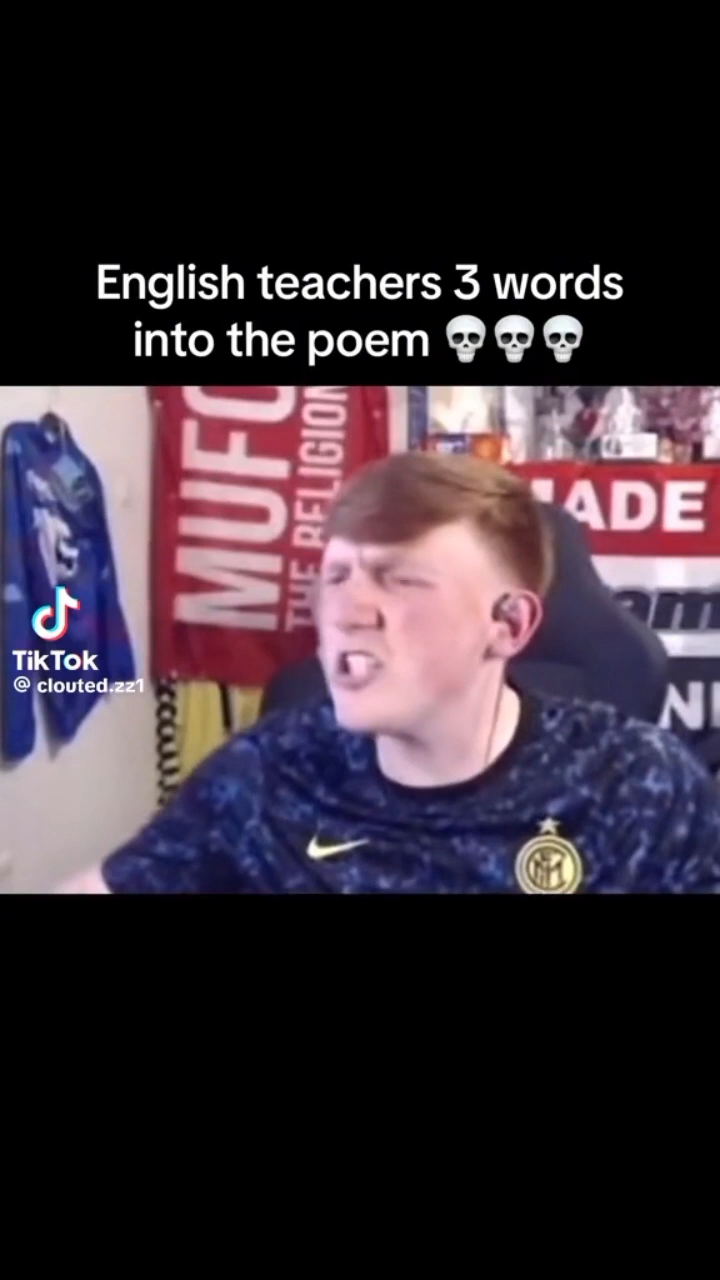 English teachers 3 words
into the poem 💀💀💀
MUFC
THE RELIGION
ADE
TikTok
@ clouted.zz1